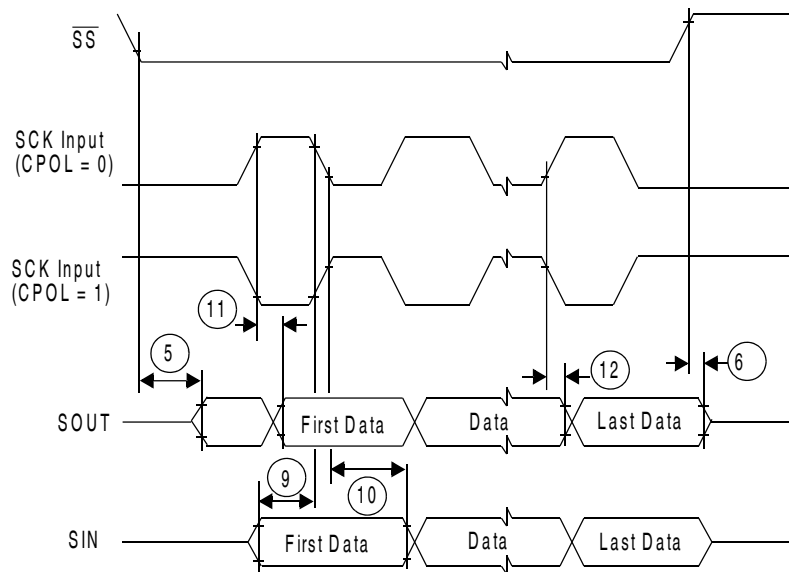 SS
SCK Input
(CPOL = 0)
SCK Input
(CPOL = 1)
11
5
12
6
SOUT
First Data
Data
Last Data
9
10
SIN
First Data
Data
Last Data